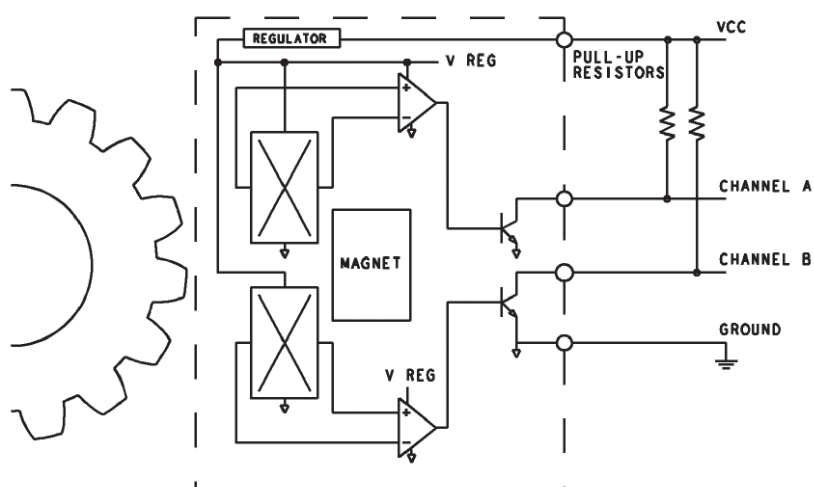 REGULATOR
VCC
V REG
PULL-UP
RESISTORS
+
-
CHANNEL A
MAGNET
CHANNEL B
GROUND
V REG
+
-